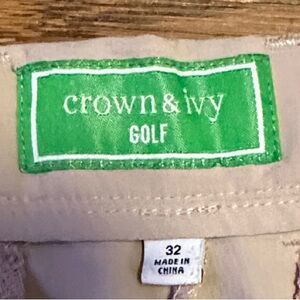 crown & ivy
GOLF
32
MADE IN
CHINA